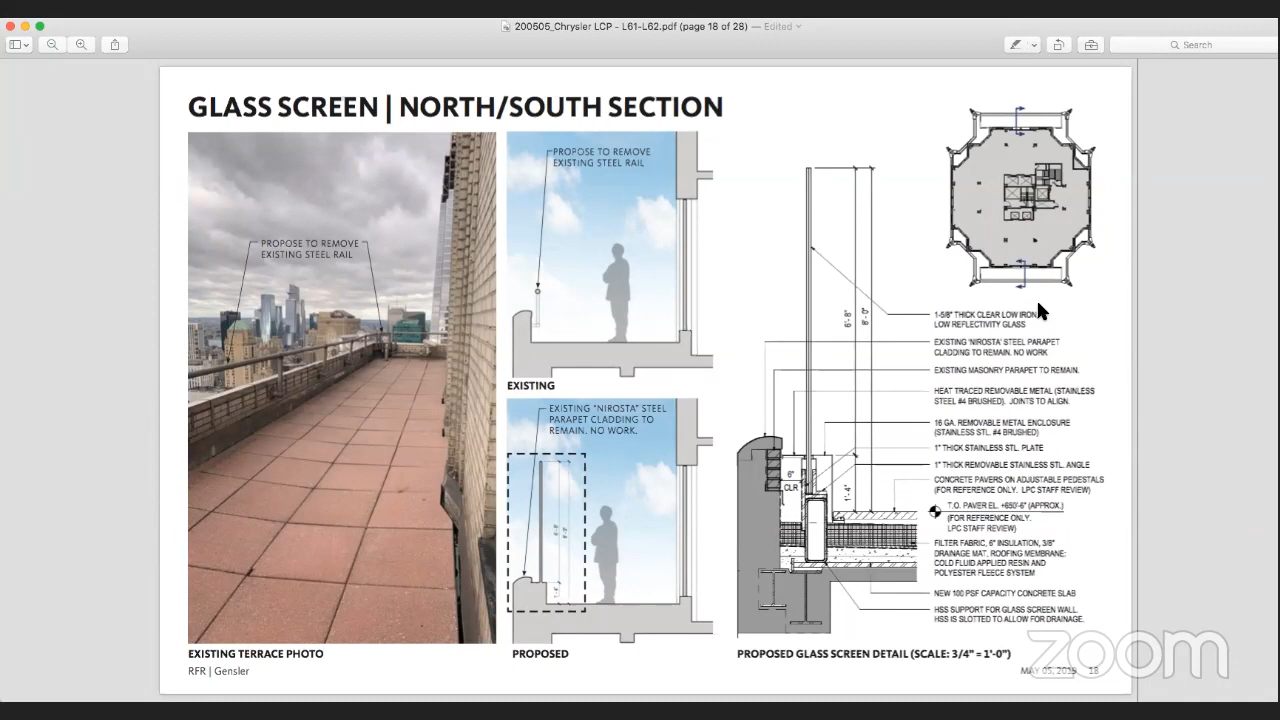 200505_Chrysler LCP - L61-L62.pdf (page 18 of 28) — Edited
Search
GLASS SCREEN | NORTH/SOUTH SECTION
PROPOSE TO REMOVE
EXISTING STEEL RAIL
EXISTING TERRACE PHOTO
RFR | Gensler
PROPOSE TO REMOVE
EXISTING STEEL RAIL
EXISTING
EXISTING "NIROSTA" STEEL
PARAPET CLADDING TO
REMAIN. NO WORK.
PROPOSED
6'- 8"
8'- 0"
6"
CLR
1'- 4"
1-5/8" THICK CLEAR LOW IRON
LOW REFLECTIVITY GLASS
EXISTING 'NIROSTA' STEEL PARAPET
CLADDING TO REMAIN. NO WORK
EXISTING MASONRY PARAPET TO REMAIN.
HEAT TRACED REMOVABLE METAL (STAINLESS
STEEL #4 BRUSHED). JOINTS TO ALIGN.
16 GA. REMOVABLE METAL ENCLOSURE
(STAINLESS STL. #4 BRUSHED)
1" THICK STAINLESS STL. PLATE
1" THICK REMOVABLE STAINLESS STL. ANGLE
CONCRETE PAVERS ON ADJUSTABLE PEDESTALS
(FOR REFERENCE ONLY. LPC STAFF REVIEW)
T.O. PAVER EL. +650'-6" (APPROX.)
(FOR REFERENCE ONLY.
LPC STAFF REVIEW)
FILTER FABRIC, 6" INSULATION, 3/8"
DRAINAGE MAT, ROOFING MEMBRANE:
COLD FLUID APPLIED RESIN AND
POLYESTER FLEECE SYSTEM
NEW 100 PSF CAPACITY CONCRETE SLAB
HSS SUPPORT FOR GLASS SCREEN WALL.
HSS IS SLOTTED TO ALLOW FOR DRAINAGE.
PROPOSED GLASS SCREEN DETAIL (SCALE: 3/4" = 1'-0")
MAY 05, 2019 18
zoom